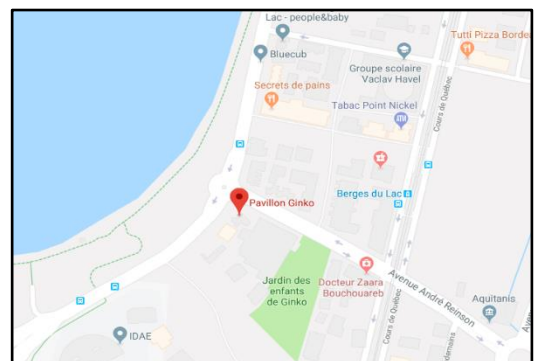 Lac - people&baby
Tutti Pizza Borde
Bluecub
Groupe scolaire
Vaclav Havel
Secrets de pains
Tabac Point Nickel
Cours de Québec
Berges du Lac
Pavillon Ginko
Jardin des
enfants
de Ginko
Docteur Zaara
Bouchouareb
Avenue André Reinson
Aquitanis
Cours de Québec
IDAE